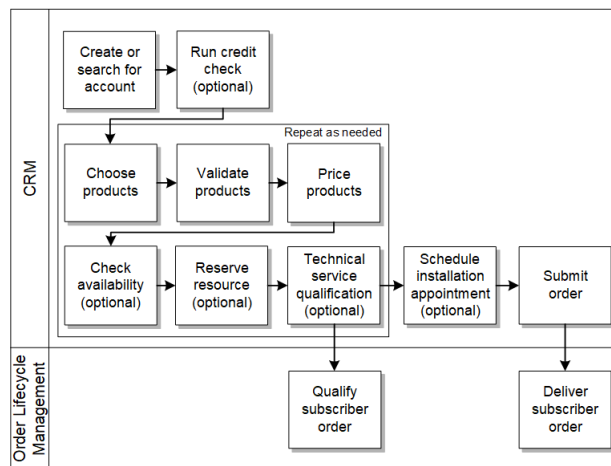 CRM
Create or
search for
account
Run credit
check
(optional)
Repeat as needed
Choose
products
Validate
products
Price
products
Check
availability
(optional)
Reserve
resource
(optional)
Technical
service
qualification
(optional)
Schedule
installation
appointment
(optional)
Submit
order
Order Lifecycle
Management
Qualify
subscriber
order
Deliver
subscriber
order